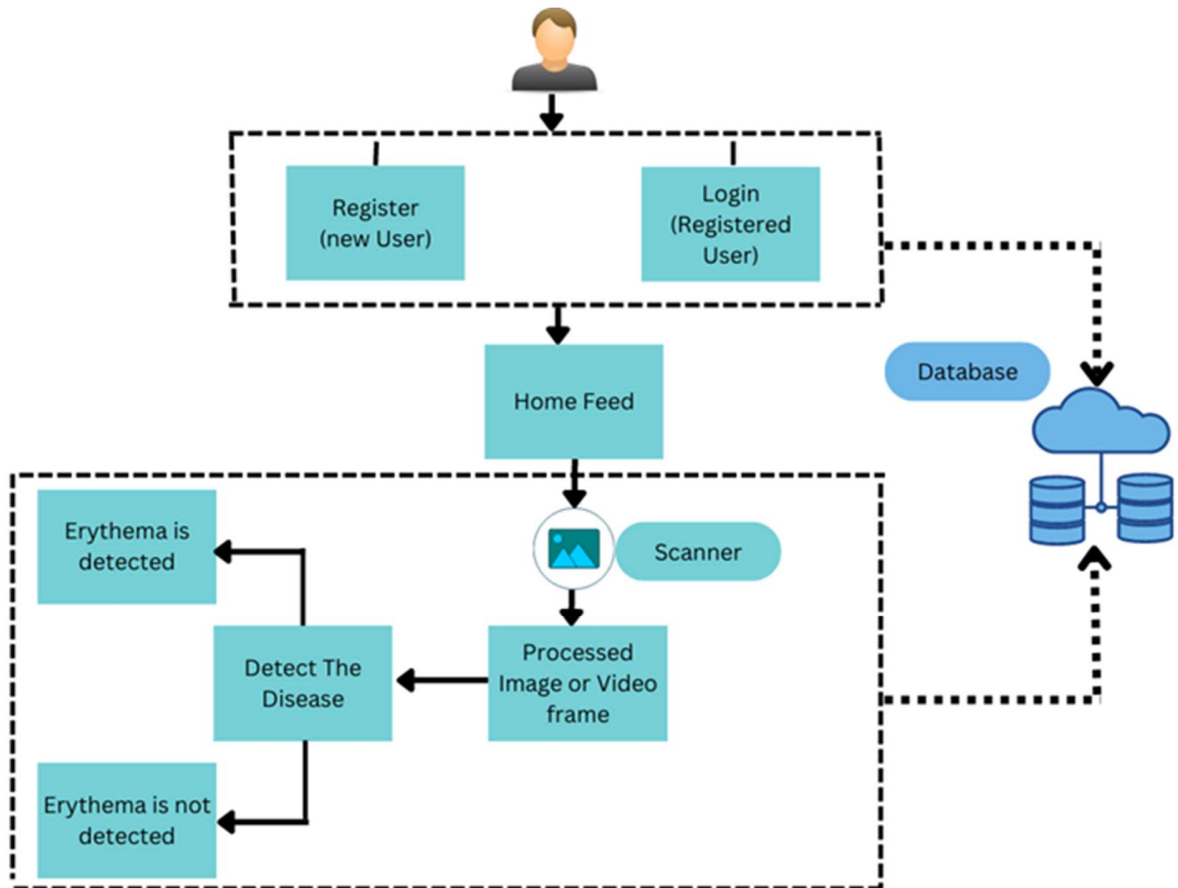 Register
(new User)
Login
(Registered
User)
Home Feed
Database
Erythema is
detected
Scanner
Detect The
Disease
Processed
Image or Video
frame
Erythema is not
detected